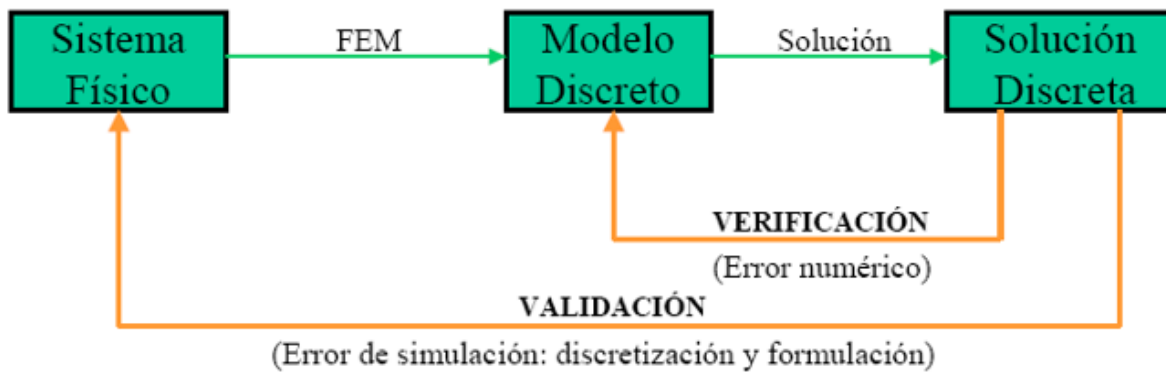 Sistema
Físico
FEM
Modelo
Discreto
Solución
Solución
Discreta
VERIFICACIÓN
(Error numérico)
VALIDACIÓN
(Error de simulación: discretización y formulación)